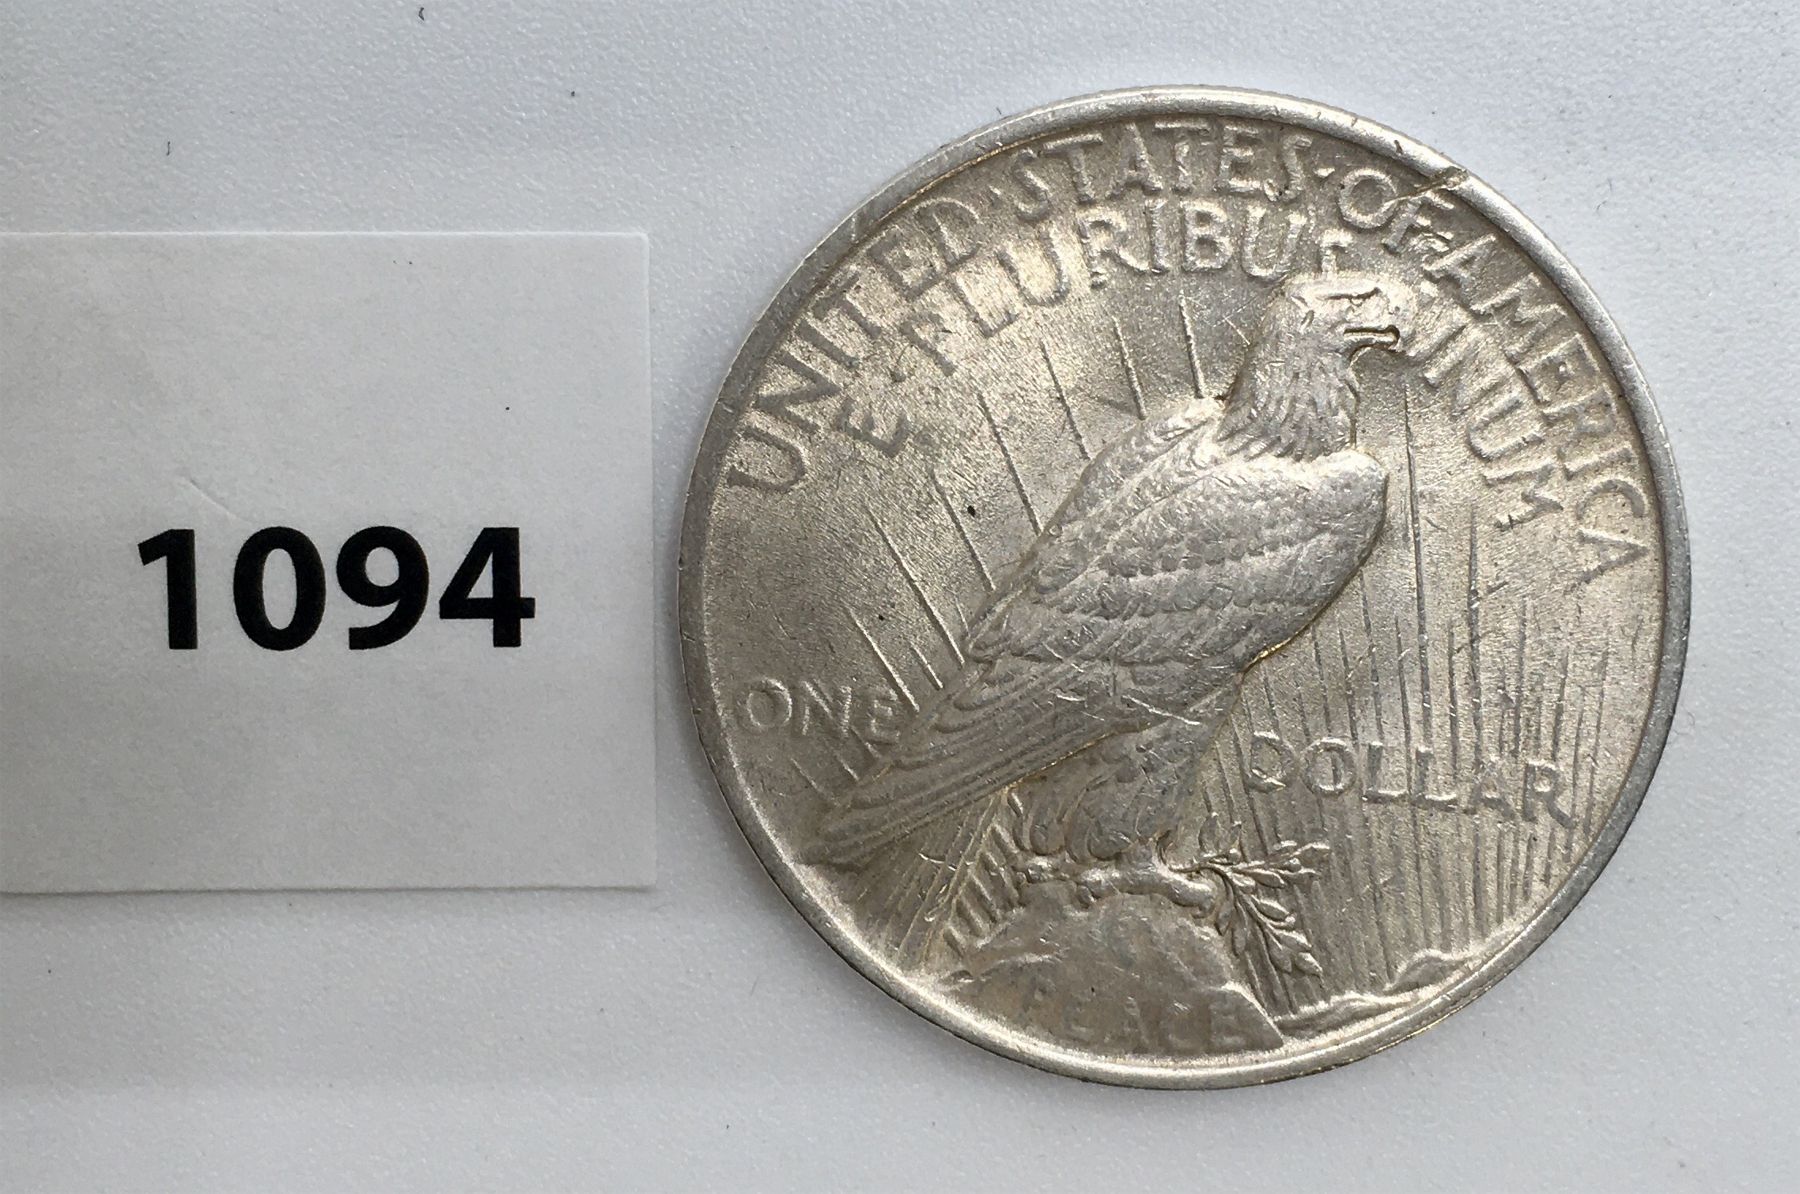 1094
UNITED·STATES·OF·AMERICA
E·PLURIBUS UNUM
ONE DOLLAR
PEACE